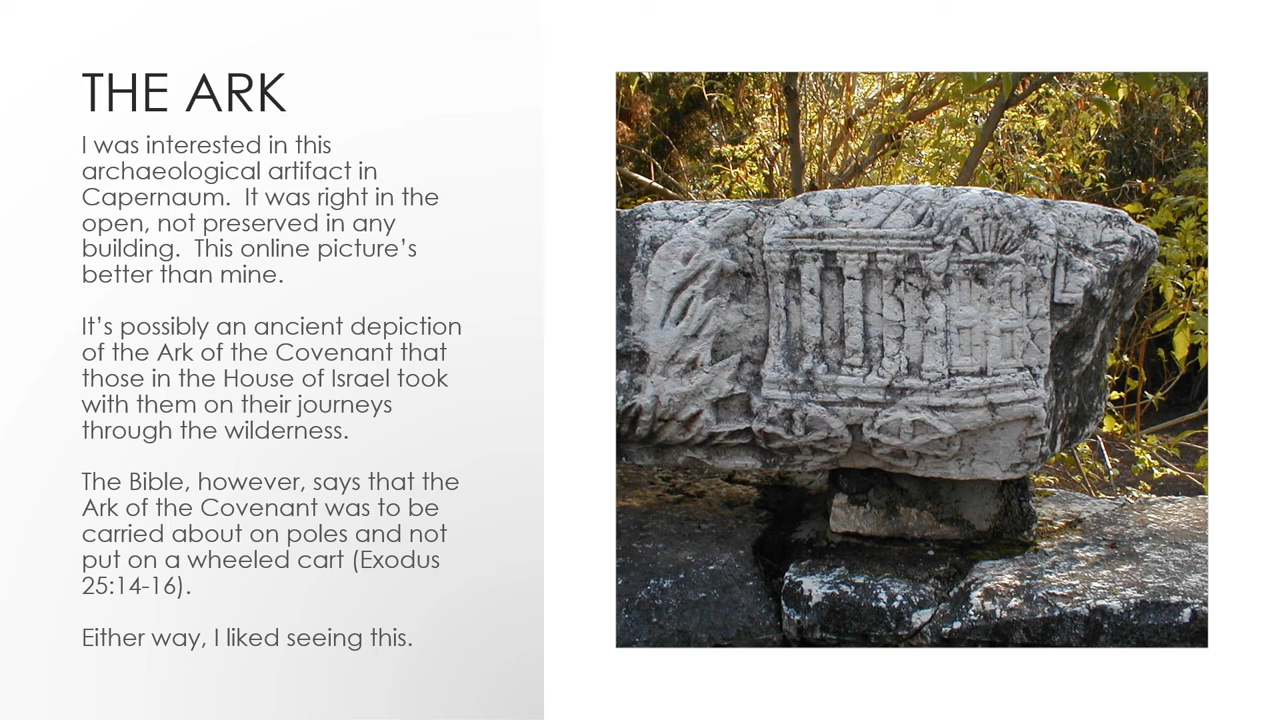 THE ARK
I was interested in this
archaeological artifact in
Capernaum.  It was right in the
open, not preserved in any
building.  This online picture’s
better than mine.
It’s possibly an ancient depiction
of the Ark of the Covenant that
those in the House of Israel took
with them on their journeys
through the wilderness.
The Bible, however, says that the
Ark of the Covenant was to be
carried about on poles and not
put on a wheeled cart (Exodus
25:14-16).
Either way, I liked seeing this.